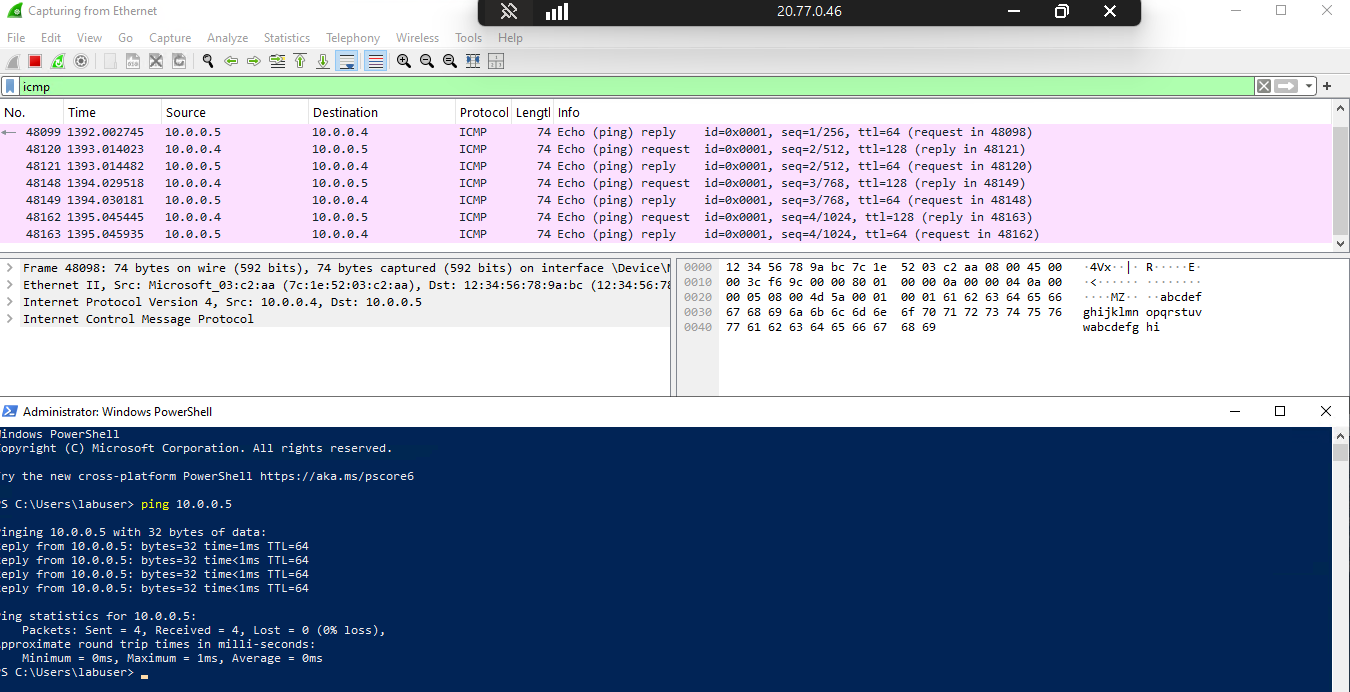 Capturing from Ethernet
20.77.0.46
File Edit View Go Capture Analyze Statistics Telephony Wireless Tools Help
icmp
No. Time Source Destination Protocol Lengtl Info
48099 1392.002745 10.0.0.5 10.0.0.4 ICMP 74 Echo (ping) reply id=0x0001, seq=1/256, ttl=64 (request in 48098)
48120 1393.014023 10.0.0.4 10.0.0.5 ICMP 74 Echo (ping) request id=0x0001, seq=2/512, ttl=128 (reply in 48121)
48121 1393.014482 10.0.0.5 10.0.0.4 ICMP 74 Echo (ping) reply id=0x0001, seq=2/512, ttl=64 (request in 48120)
48148 1394.029518 10.0.0.4 10.0.0.5 ICMP 74 Echo (ping) request id=0x0001, seq=3/768, ttl=128 (reply in 48149)
48149 1394.030181 10.0.0.5 10.0.0.4 ICMP 74 Echo (ping) reply id=0x0001, seq=3/768, ttl=64 (request in 48148)
48162 1395.045445 10.0.0.4 10.0.0.5 ICMP 74 Echo (ping) request id=0x0001, seq=4/1024, ttl=128 (reply in 48163)
48163 1395.045935 10.0.0.5 10.0.0.4 ICMP 74 Echo (ping) reply id=0x0001, seq=4/1024, ttl=64 (request in 48162)
Frame 48098: 74 bytes on wire (592 bits), 74 bytes captured (592 bits) on interface \Device\N
Ethernet II, Src: Microsoft_03:c2:aa (7c:1e:52:03:c2:aa), Dst: 12:34:56:78:9a:bc (12:34:56:78
Internet Protocol Version 4, Src: 10.0.0.4, Dst: 10.0.0.5
Internet Control Message Protocol
0000 12 34 56 78 9a bc 7c 1e 52 03 c2 aa 08 00 45 00 ·4Vx··|· R·····E·
0010 00 3c f6 9c 00 00 80 01 00 00 0a 00 00 04 0a 00 ·<······ ········
0020 00 05 08 00 4d 5a 00 01 00 01 61 62 63 64 65 66 ····MZ·· ··abcdef
0030 67 68 69 6a 6b 6c 6d 6e 6f 70 71 72 73 74 75 76 ghijklmn opqrstuv
0040 77 61 62 63 64 65 66 67 68 69 wabcdefg hi
Administrator: Windows PowerShell
indows PowerShell
opyright (C) Microsoft Corporation. All rights reserved.
ry the new cross-platform PowerShell https://aka.ms/pscore6
S C:\Users\labuser> ping 10.0.0.5
inging 10.0.0.5 with 32 bytes of data:
eply from 10.0.0.5: bytes=32 time=1ms TTL=64
eply from 10.0.0.5: bytes=32 time<1ms TTL=64
eply from 10.0.0.5: bytes=32 time<1ms TTL=64
eply from 10.0.0.5: bytes=32 time<1ms TTL=64
ing statistics for 10.0.0.5:
Packets: Sent = 4, Received = 4, Lost = 0 (0% loss),
pproximate round trip times in milli-seconds:
Minimum = 0ms, Maximum = 1ms, Average = 0ms
S C:\Users\labuser>